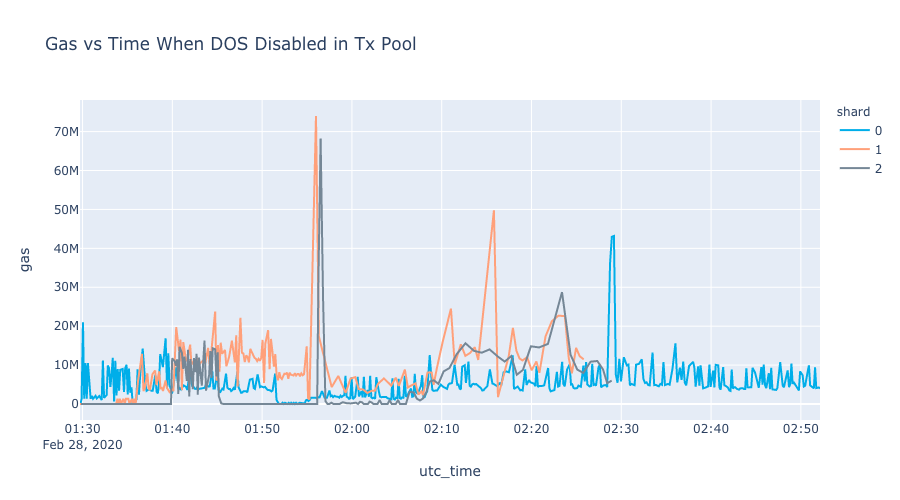 Gas vs Time When DOS Disabled in Tx Pool
shard
0
1
2
gas
70M
60M
50M
40M
30M
20M
10M
0
01:30 01:40 01:50 02:00 02:10 02:20 02:30 02:40 02:50
Feb 28, 2020
utc_time